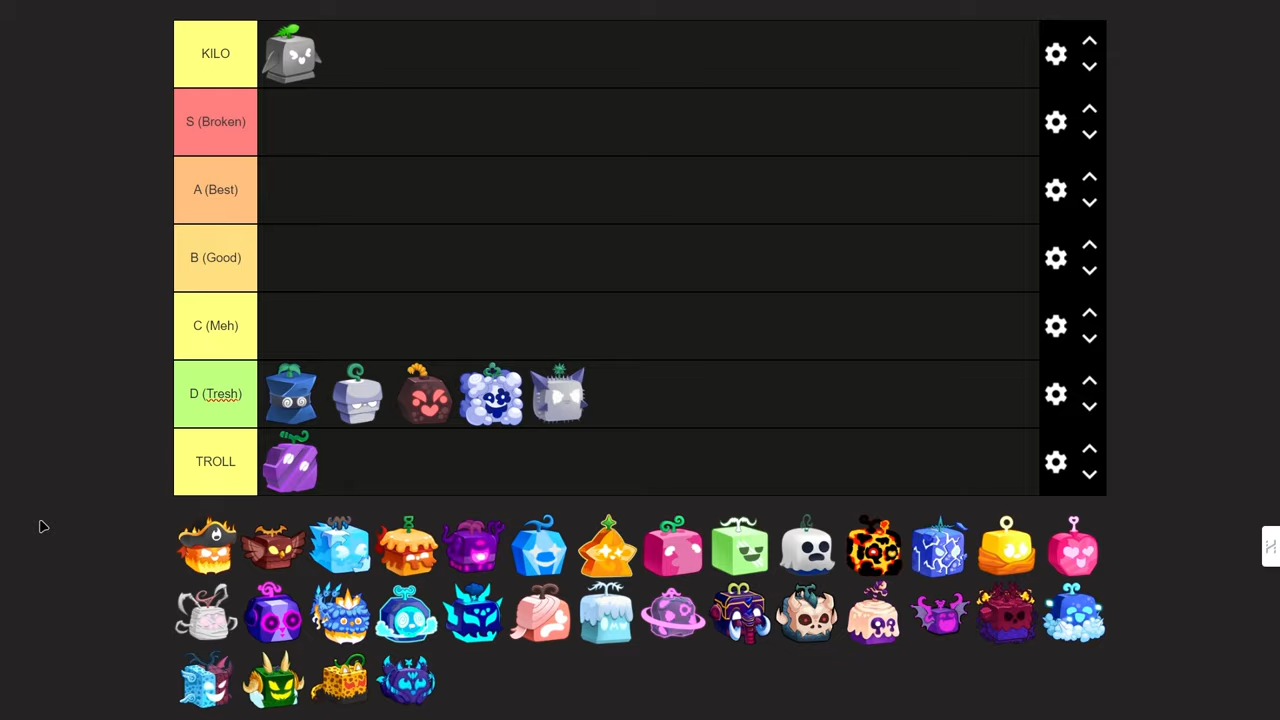 KILO
S (Broken)
A (Best)
B (Good)
C (Meh)
D (Tresh)
TROLL